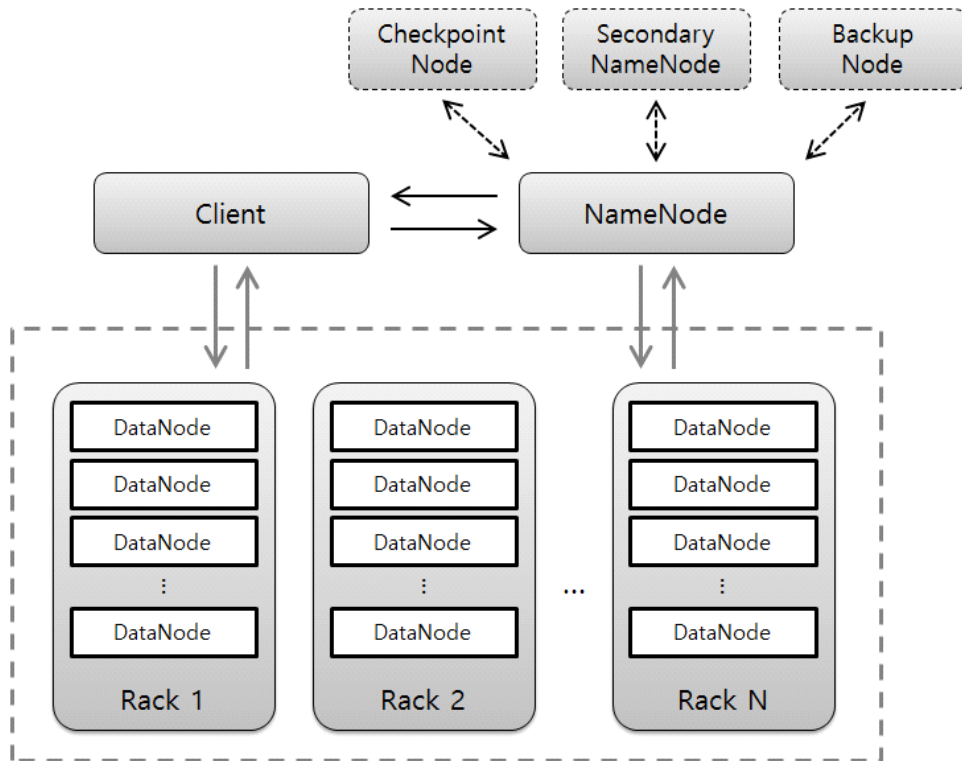 Checkpoint
Node
Secondary
NameNode
Backup
Node
Client
NameNode
DataNode
DataNode
DataNode
⋮
DataNode
Rack 1
DataNode
DataNode
DataNode
⋮
DataNode
Rack 2
...
DataNode
DataNode
DataNode
⋮
DataNode
Rack N